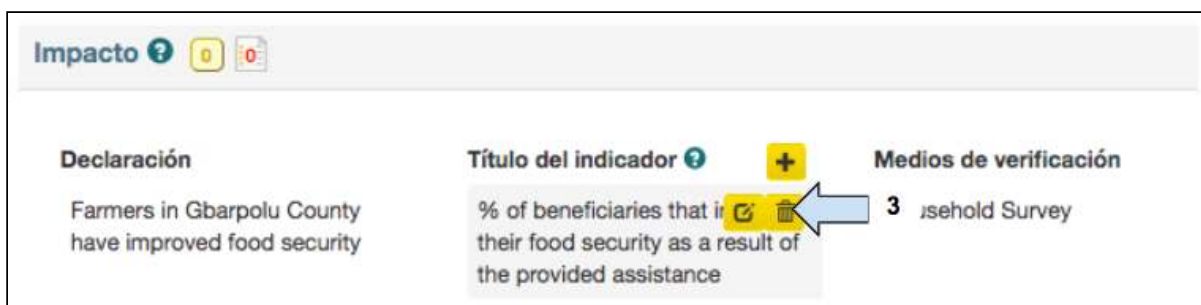 Impacto ? 0 0
Declaración Título del indicador ? + Medios de verificación
Farmers in Gbarpolu County % of beneficiaries that 3 Survey
have improved food security their food security as a result of
the provided assistance